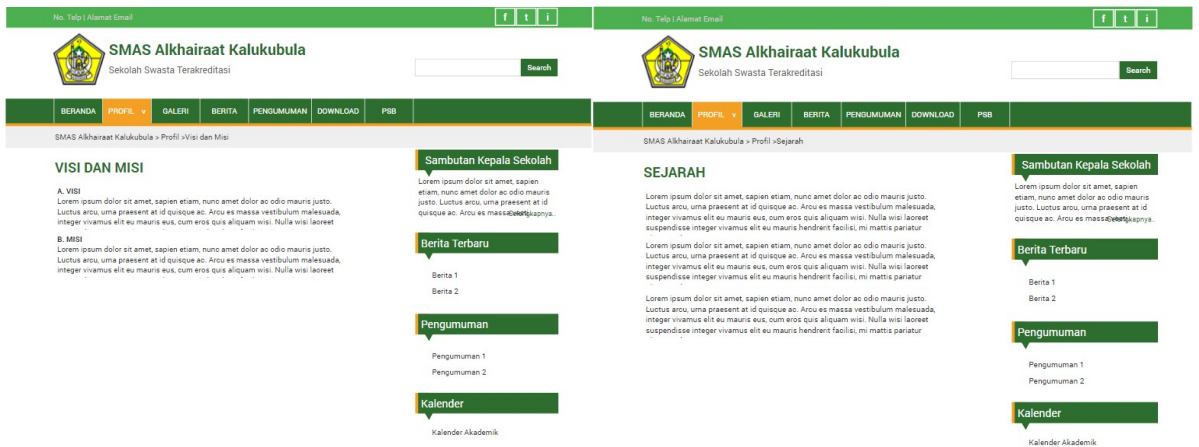 No. Telp | Alamat Email
f t i
SMAS Alkhairaat Kalukubula
Sekolah Swasta Terakreditasi
Search
BERANDA PROFIL v GALERI BERITA PENGUMUMAN DOWNLOAD PSB
SMAS Alkhairaat Kalukubula > Profil >Visi dan Misi
VISI DAN MISI
A. VISI
Lorem ipsum dolor sit amet, sapien etiam, nunc amet dolor ac odio mauris justo.
Luctus arcu, urna praesent at id quisque ac. Arcu es massa vestibulum malesuada,
integer vivamus elit eu mauris eus, cum eros quis aliquam wisi. Nulla wisi laoreet
B. MISI
Lorem ipsum dolor sit amet, sapien etiam, nunc amet dolor ac odio mauris justo.
Luctus arcu, urna praesent at id quisque ac. Arcu es massa vestibulum malesuada,
integer vivamus elit eu mauris eus, cum eros quis aliquam wisi. Nulla wisi laoreet
Sambutan Kepala Sekolah
Lorem ipsum dolor sit amet, sapien
etiam, nunc amet dolor ac odio mauris
justo. Luctus arcu, urna praesent at id
quisque ac. Arcu es massa
Berita Terbaru
Berita 1
Berita 2
Pengumuman
Pengumuman 1
Pengumuman 2
Kalender
Kalender Akademik
No. Telp | Alamat Email
f t i
SMAS Alkhairaat Kalukubula
Sekolah Swasta Terakreditasi
Search
BERANDA PROFIL v GALERI BERITA PENGUMUMAN DOWNLOAD PSB
SMAS Alkhairaat Kalukubula > Profil >Sejarah
SEJARAH
Lorem ipsum dolor sit amet, sapien etiam, nunc amet dolor ac odio mauris justo.
Luctus arcu, urna praesent at id quisque ac. Arcu es massa vestibulum malesuada,
integer vivamus elit eu mauris eus, cum eros quis aliquam wisi. Nulla wisi laoreet
suspendisse integer vivamus elit eu mauris hendrerit facilisi, mi mattis pariatur
Lorem ipsum dolor sit amet, sapien etiam, nunc amet dolor ac odio mauris justo.
Luctus arcu, urna praesent at id quisque ac. Arcu es massa vestibulum malesuada,
integer vivamus elit eu mauris eus, cum eros quis aliquam wisi. Nulla wisi laoreet
suspendisse integer vivamus elit eu mauris hendrerit facilisi, mi mattis pariatur
Lorem ipsum dolor sit amet, sapien etiam, nunc amet dolor ac odio mauris justo.
Luctus arcu, urna praesent at id quisque ac. Arcu es massa vestibulum malesuada,
integer vivamus elit eu mauris eus, cum eros quis aliquam wisi. Nulla wisi laoreet
suspendisse integer vivamus elit eu mauris hendrerit facilisi, mi mattis pariatur
Sambutan Kepala Sekolah
Lorem ipsum dolor sit amet, sapien
etiam, nunc amet dolor ac odio mauris
justo. Luctus arcu, urna praesent at id
quisque ac. Arcu es massa
Berita Terbaru
Berita 1
Berita 2
Pengumuman
Pengumuman 1
Pengumuman 2
Kalender
Kalender Akademik